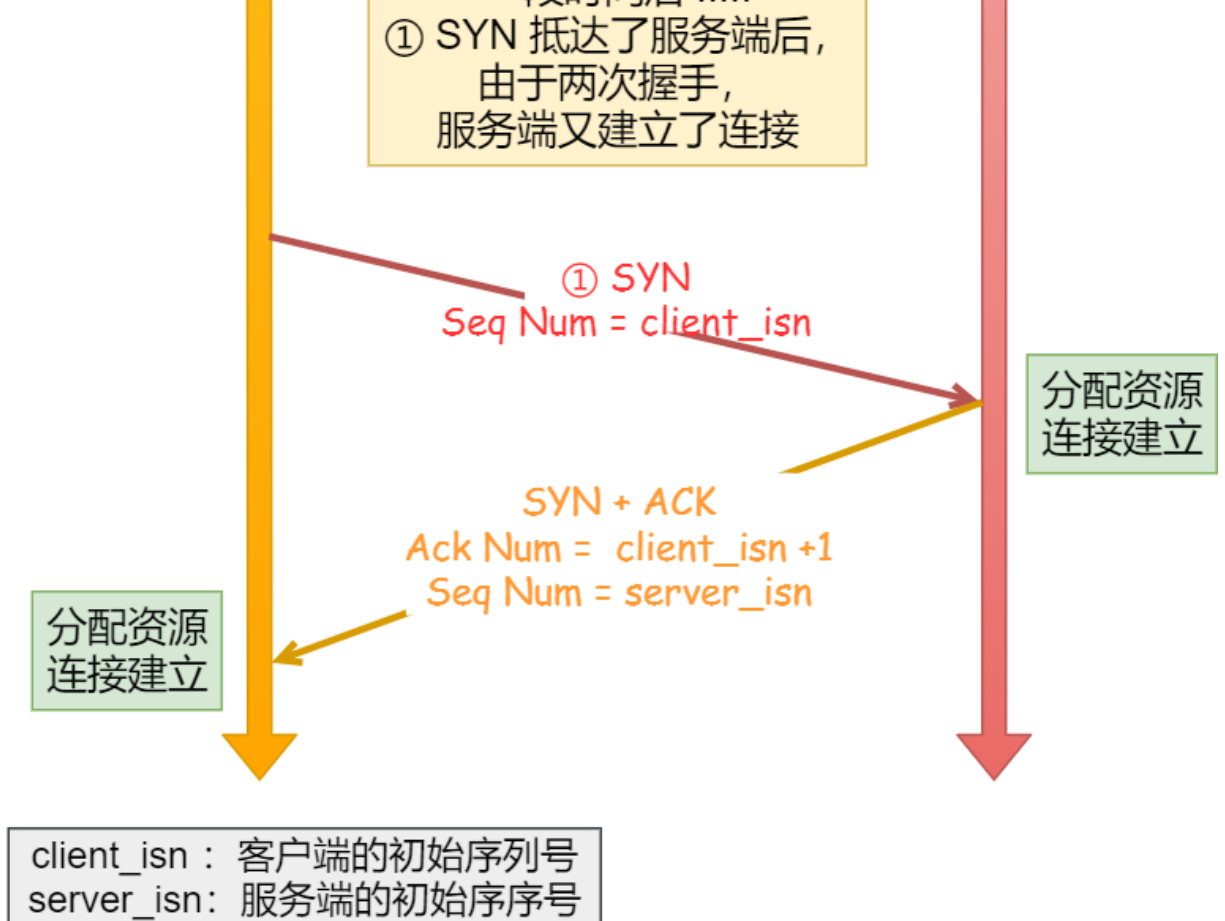 ① SYN 抵达了服务端后，
由于两次握手，
服务端又建立了连接
① SYN
Seq Num = client_isn
分配资源
连接建立
SYN + ACK
Ack Num = client_isn +1
Seq Num = server_isn
分配资源
连接建立
client_isn： 客户端的初始序列号
server_isn： 服务端的初始序序号